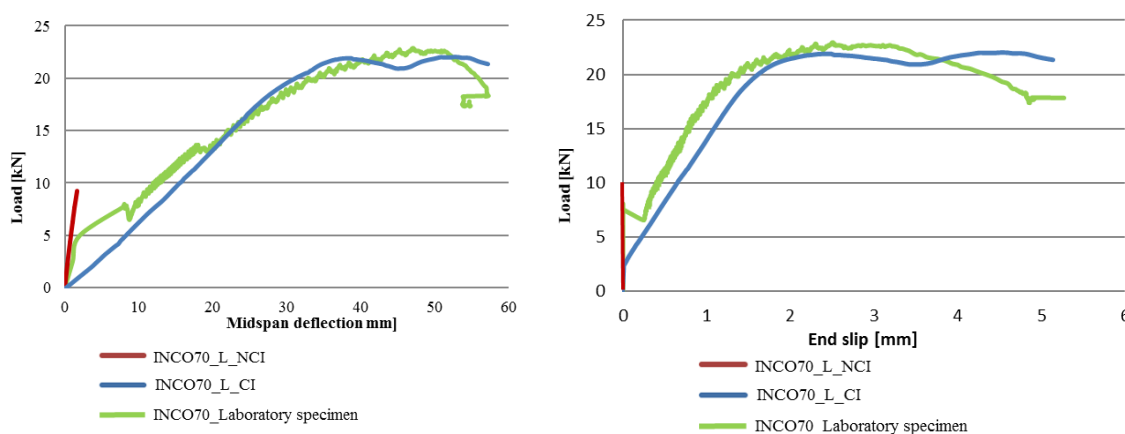 25
20
15
10
5
0
Load [kN]
0 10 20 30 40 50 60
Midspan deflection mm]
INCO70_L_NCI
INCO70_L_CI
INCO70_Laboratory specimen
25
20
15
10
5
0
Load [kN]
0 1 2 3 4 5 6
End slip [mm]
INCO70_L_NCI
INCO70_L_CI
INCO70 Laboratory specimen